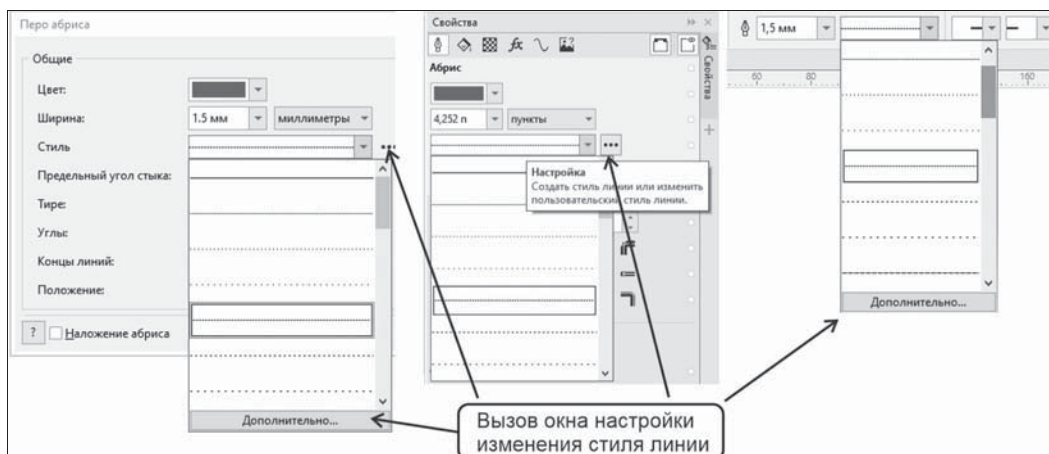 Перо абриса
Общие
Цвет:
Ширина:
1.5 мм
миллиметры
Стиль
Предельный угол стыка:
Тире:
Углы:
Концы линий:
Положение:
?
Наложение абриса
Дополнительно...
Свойства
Абрис
4,252 п
пункты
Настройка
Создать стиль линии или изменить
пользовательский стиль линии.
Свойства
1,5 мм
60 80 160
Дополнительно...
Вызов окна настройки
изменения стиля линии